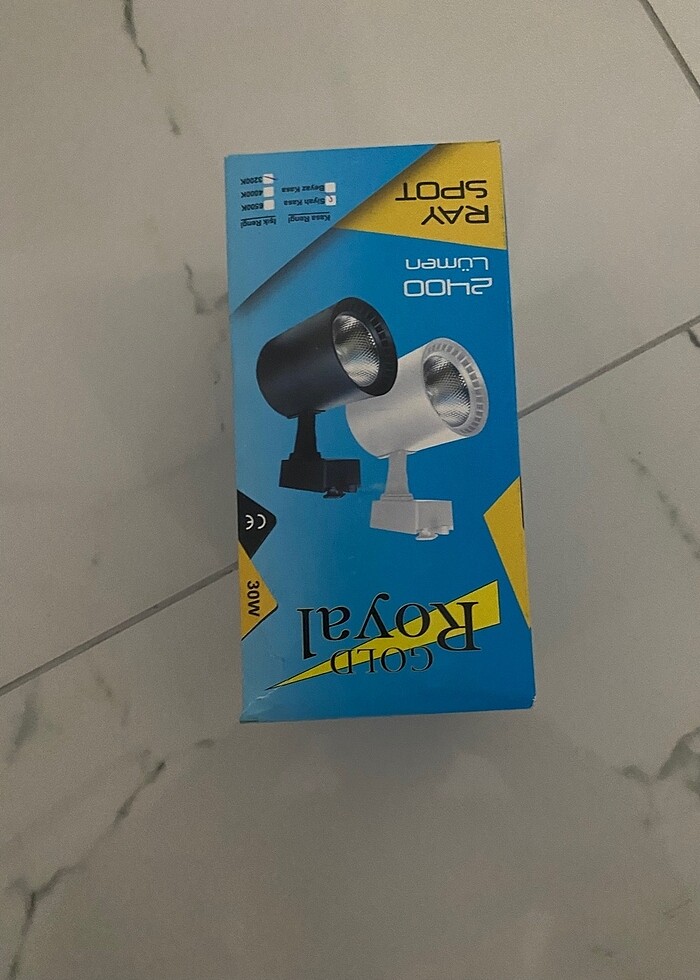 GOLD
Royal
30W
CE
2400
Lümen
RAY
SPOT
Kasa Rengi
Siyah Kasa
Beyaz Kasa
Işık Rengi
6500K
4000K
3200K